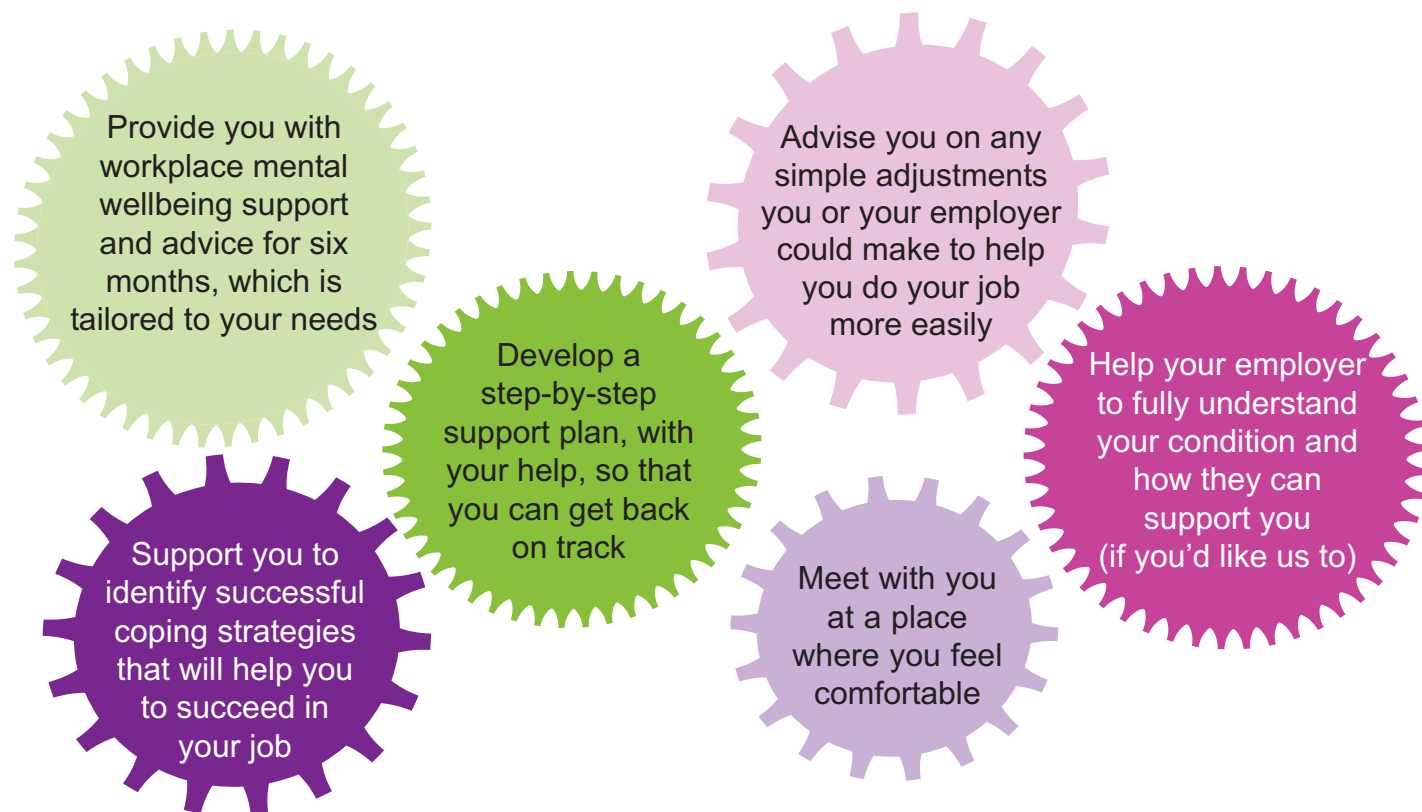 Provide you with
workplace mental
wellbeing support
and advice for six
months, which is
tailored to your needs
Advise you on any
simple adjustments
you or your employer
could make to help
you do your job
more easily
Develop a
step-by-step
support plan, with
your help, so that
you can get back
on track
Help your employer
to fully understand
your condition and
how they can
support you
(if you’d like us to)
Support you to
identify successful
coping strategies
that will help you
to succeed in
your job
Meet with you
at a place
where you feel
comfortable